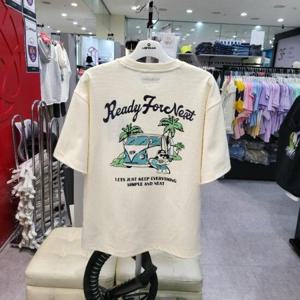 Ready For Next
LETS JUST KEEP EVERYTHING
SIMPLE AND NEAT